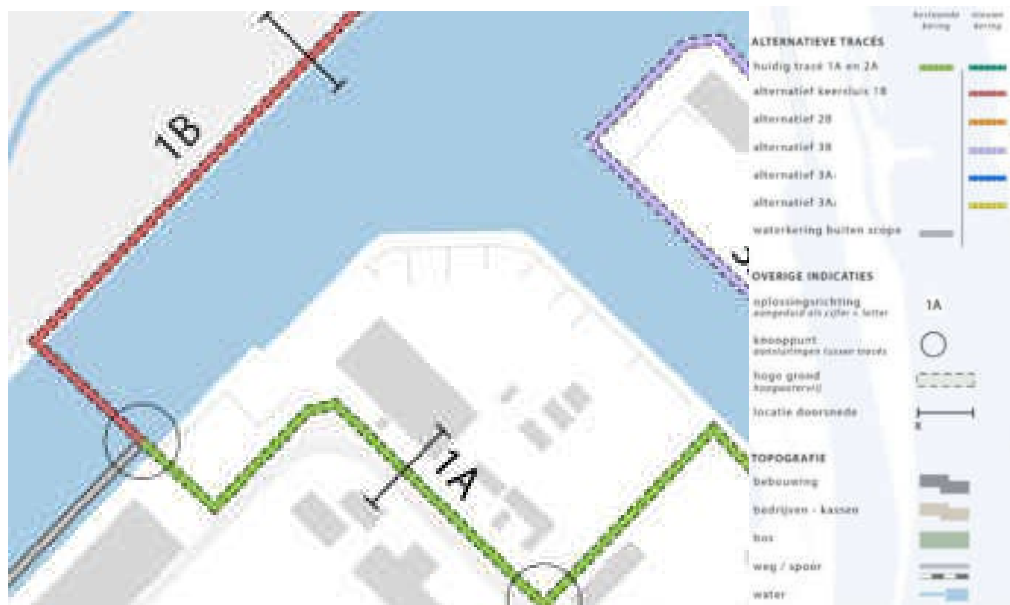 1B
1A
bestaande kering
nieuwe kering
ALTERNATIEVE TRACÉS
huidig tracé 1A en 2A
alternatief keersluis 1B
alternatief 2B
alternatief 3B
alternatief 3A
alternatief 3A
waterkering buiten scope
OVERIGE INDICATIES
oplossingsrichting
aangeduid als cijfer + letter
1A
knooppunt
aansluitingen tussen tracés
hoge grond
hoogwatervrij
locatie doorsnede
TOPOGRAFIE
bebouwing
bedrijven - kassen
bos
weg / spoor
water